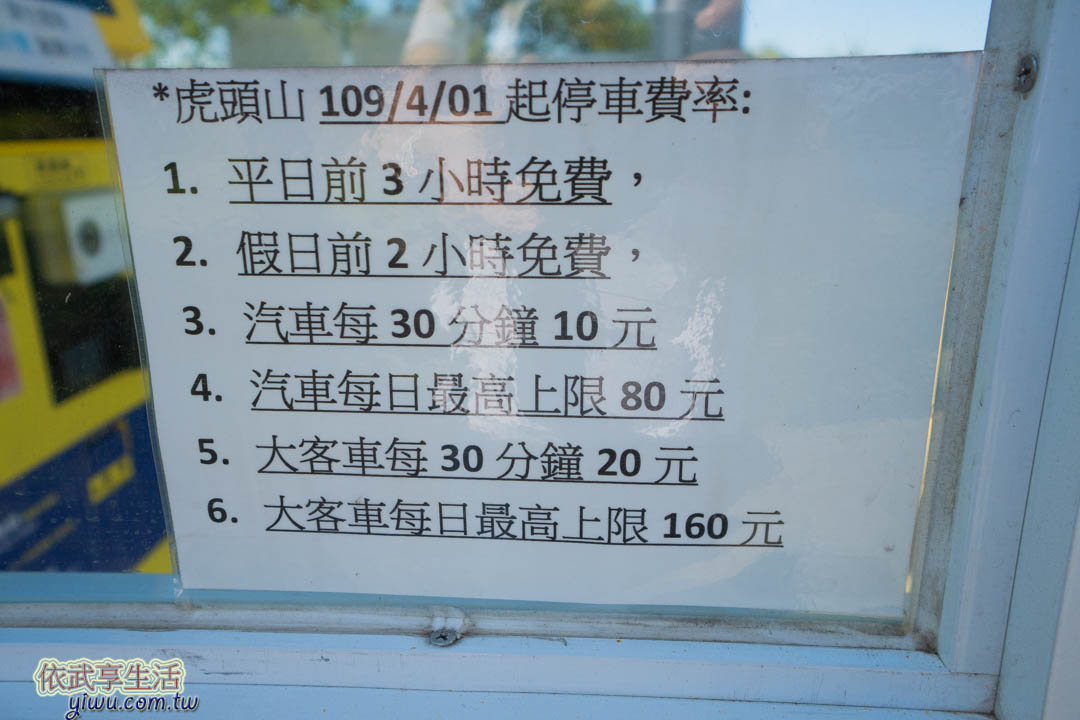 *虎頭山 109/4/01 起停車費率:
1. 平日前 3 小時免費，
2. 假日前 2 小時免費，
3. 汽車每 30 分鐘 10 元
4. 汽車每日最高上限 80 元
5. 大客車每 30 分鐘 20 元
6. 大客車每日最高上限 160 元
依武享生活
yiwu.com.tw